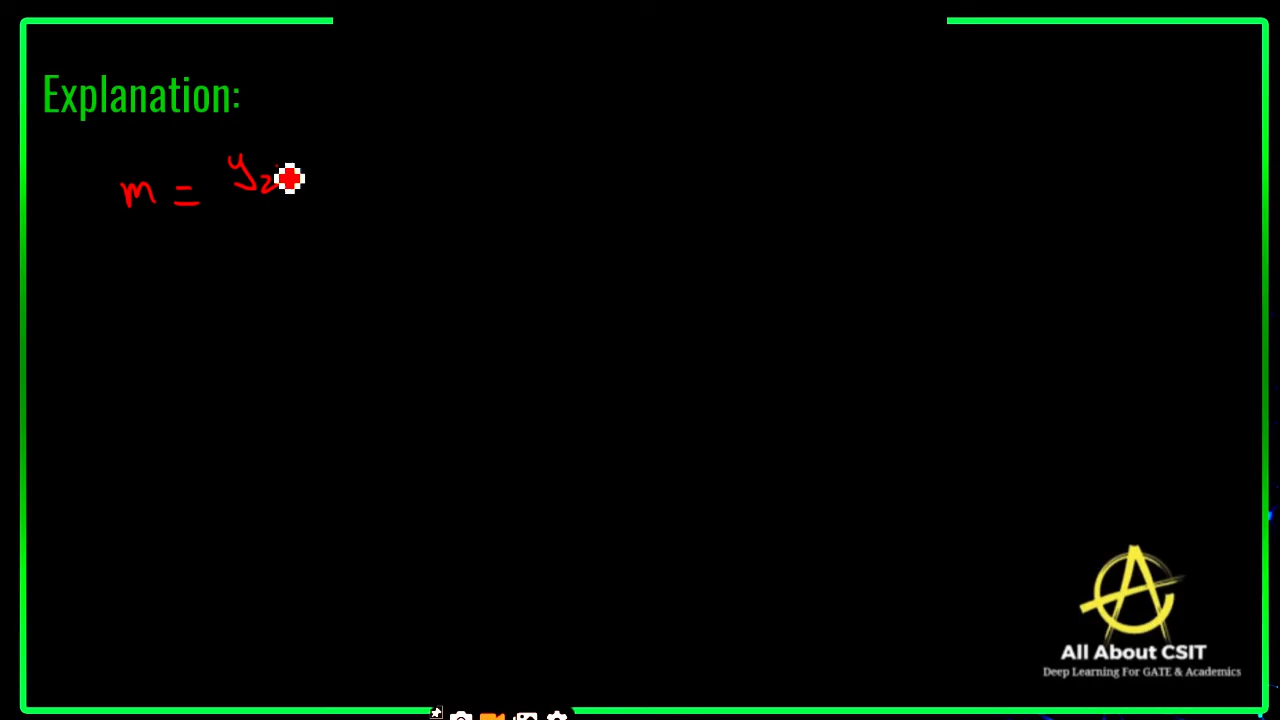 Explanation:
m = y₂
All About CSIT
Deep Learning For GATE & Academics